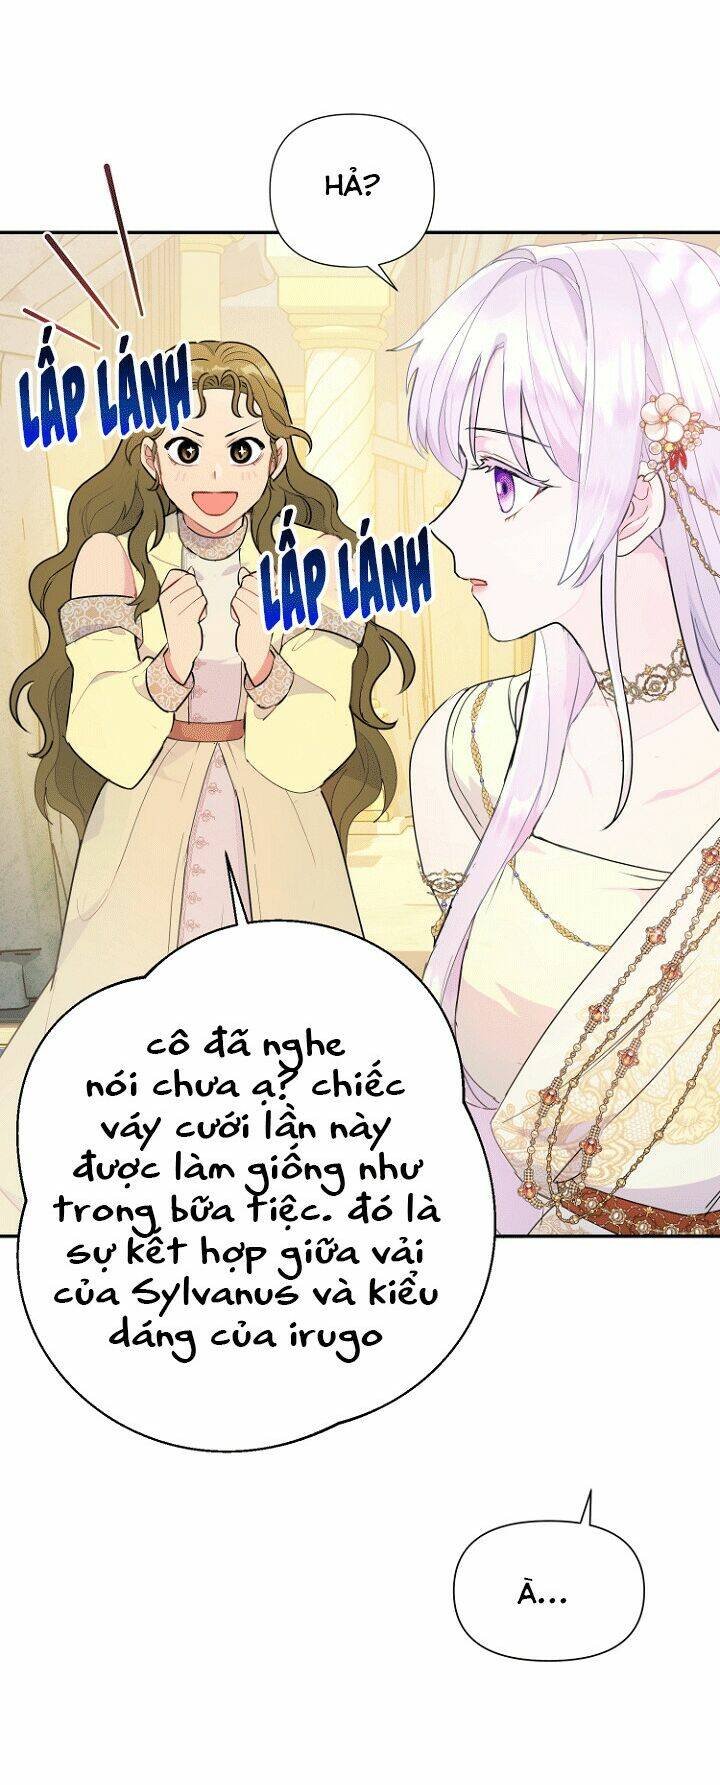 HẢ?
LẤP LÁNH
LẤP LÁNH
cô đã nghe
nói chưa ạ? chiếc
váy cưới lần này
được làm giống như
trong bữa tiệc. đó là
sự kết hợp giữa vải
của Sylvanus và kiểu
dáng của irugo
À...